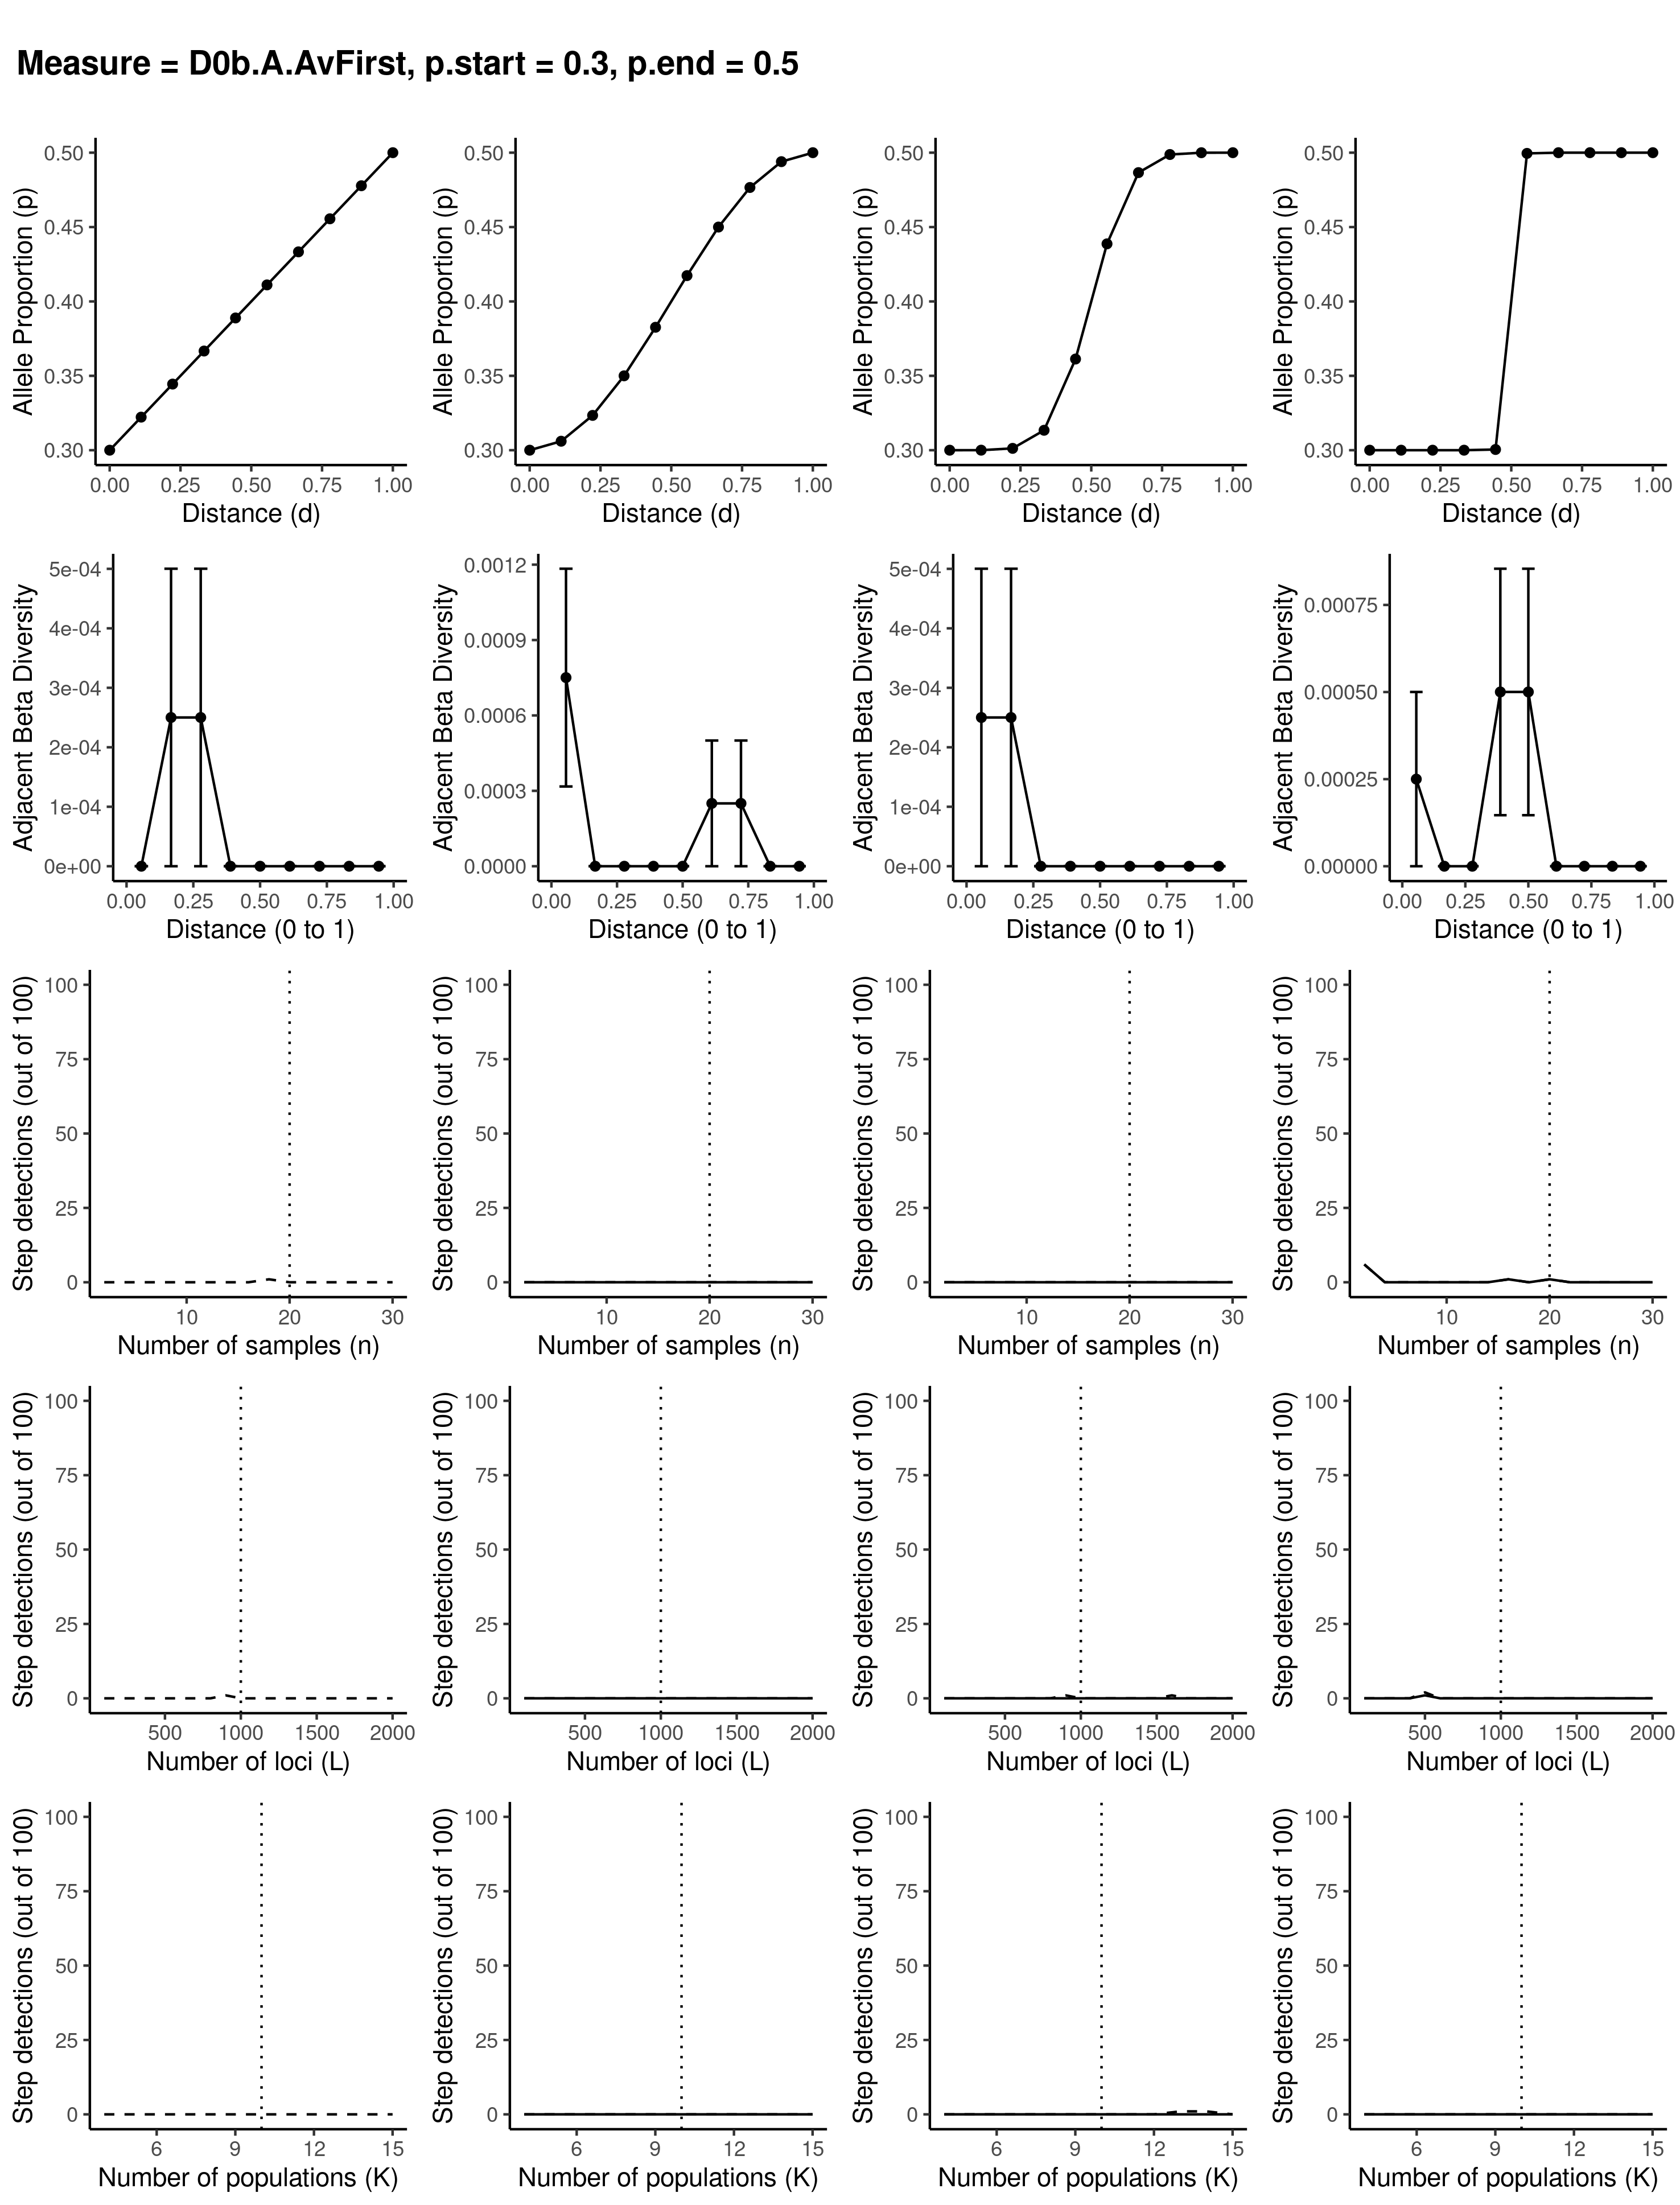 Measure = D0b.A.AvFirst, p.start = 0.3, p.end = 0.5
Allele Proportion (p)
0.50
0.45
0.40
0.35
0.30
0.00 0.25 0.50 0.75 1.00
Distance (d)
Allele Proportion (p)
0.50
0.45
0.40
0.35
0.30
0.00 0.25 0.50 0.75 1.00
Distance (d)
Allele Proportion (p)
0.50
0.45
0.40
0.35
0.30
0.00 0.25 0.50 0.75 1.00
Distance (d)
Allele Proportion (p)
0.50
0.45
0.40
0.35
0.30
0.00 0.25 0.50 0.75 1.00
Distance (d)
Adjacent Beta Diversity
5e-04
4e-04
3e-04
2e-04
1e-04
0e+00
0.00 0.25 0.50 0.75 1.00
Distance (0 to 1)
Adjacent Beta Diversity
0.0012
0.0009
0.0006
0.0003
0.0000
0.00 0.25 0.50 0.75 1.00
Distance (0 to 1)
Adjacent Beta Diversity
5e-04
4e-04
3e-04
2e-04
1e-04
0e+00
0.00 0.25 0.50 0.75 1.00
Distance (0 to 1)
Adjacent Beta Diversity
0.00075
0.00050
0.00025
0.00000
0.00 0.25 0.50 0.75 1.00
Distance (0 to 1)
Step detections (out of 100)
100
75
50
25
0
10 20 30
Number of samples (n)
Step detections (out of 100)
100
75
50
25
0
10 20 30
Number of samples (n)
Step detections (out of 100)
100
75
50
25
0
10 20 30
Number of samples (n)
Step detections (out of 100)
100
75
50
25
0
10 20 30
Number of samples (n)
Step detections (out of 100)
100
75
50
25
0
500 1000 1500 2000
Number of loci (L)
Step detections (out of 100)
100
75
50
25
0
500 1000 1500 2000
Number of loci (L)
Step detections (out of 100)
100
75
50
25
0
500 1000 1500 2000
Number of loci (L)
Step detections (out of 100)
100
75
50
25
0
500 1000 1500 2000
Number of loci (L)
Step detections (out of 100)
100
75
50
25
0
6 9 12 15
Number of populations (K)
Step detections (out of 100)
100
75
50
25
0
6 9 12 15
Number of populations (K)
Step detections (out of 100)
100
75
50
25
0
6 9 12 15
Number of populations (K)
Step detections (out of 100)
100
75
50
25
0
6 9 12 15
Number of populations (K)